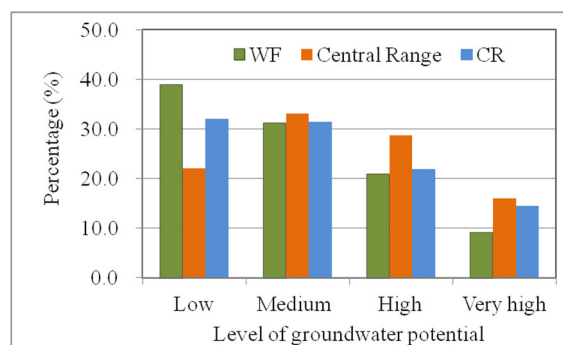 50.0
WF Central Range CR
40.0
30.0
20.0
10.0
0.0
Percentage (%)
Low Medium High Very high
Level of groundwater potential